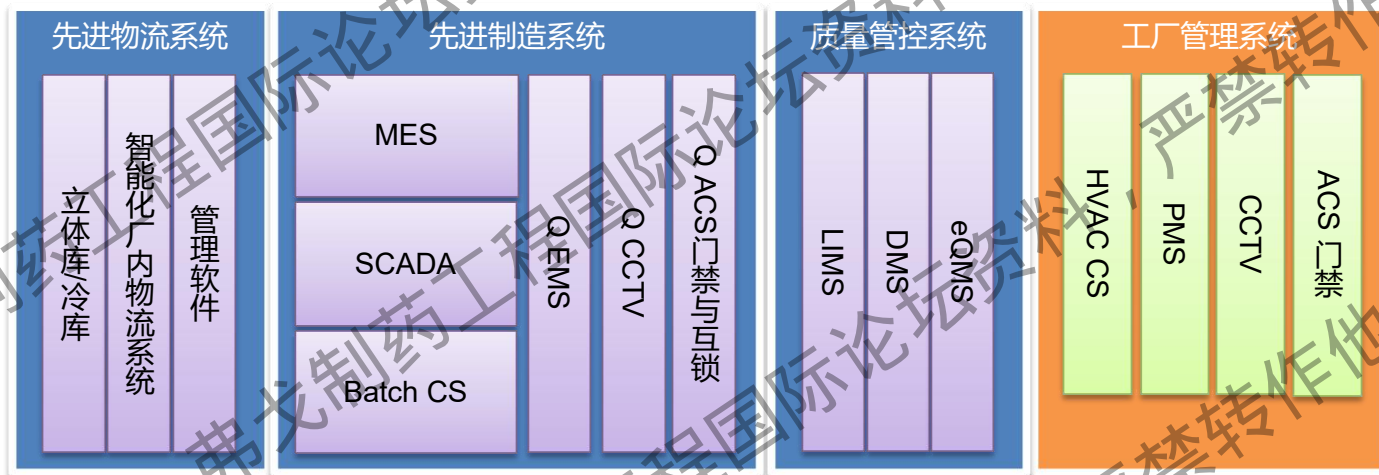 先进物流系统
立体库/冷库
智能化厂内物流系统
管理软件
先进制造系统
MES
SCADA
Batch CS
Q EMS
Q CCTV
Q ACS门禁与互锁
质量管控系统
LIMS
DMS
eQMS
工厂管理系统
HVAC CS
PMS
CCTV
ACS 门禁
制药工程国际论坛
弗戈制药工程国际论坛资料，严禁转作他
工程国际论坛资料
严禁转作他